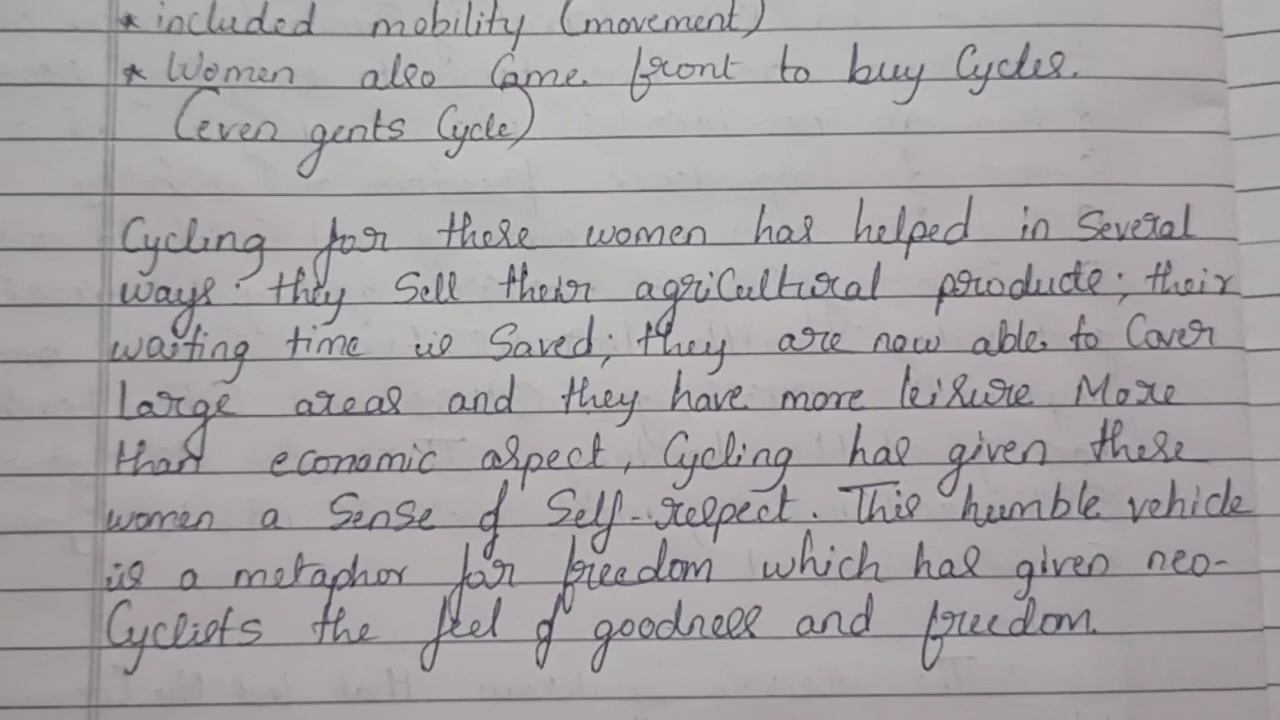 * included mobility (movement)
* Women also Came front to buy Cycles.
(even gents Cycle)
Cycling for these women has helped in Several
ways: they Sell their agricultural products; their
waiting time is Saved; they are now able to Cover
Large areas and they have more leisure More
than economic aspect, Cycling has given these
women a Sense of Self-respect. This humble vehicle
is a metaphor for freedom which has given neo-
Cyclists the feel of goodness and freedom.